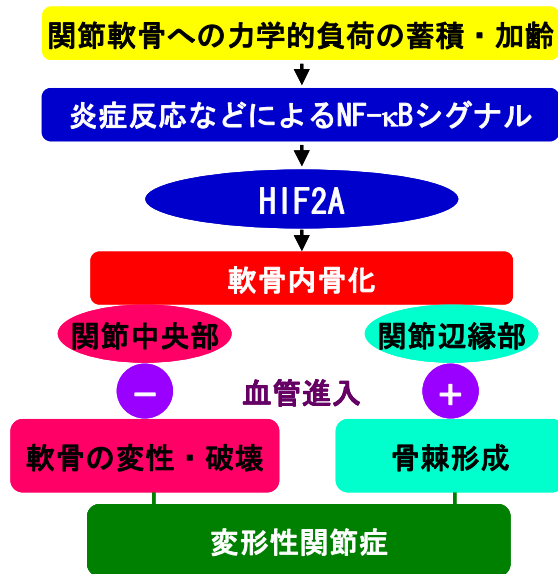 関節軟骨への力学的負荷の蓄積・加齢
炎症反応などによるNF-κBシグナル
HIF2A
軟骨内骨化
関節中央部
関節辺縁部
－
血管進入
＋
軟骨の変性・破壊
骨棘形成
変形性関節症